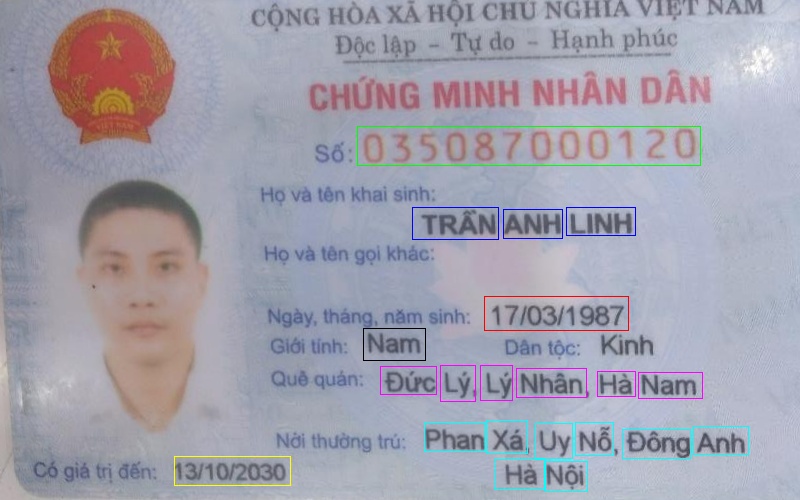 CỘNG HÒA XÃ HỘI CHỦ NGHĨA VIỆT NAM
Độc lập - Tự do - Hạnh phúc
CHỨNG MINH NHÂN DÂN
Số: 035087000120
Họ và tên khai sinh:
TRẦN ANH LINH
Họ và tên gọi khác:
Ngày, tháng, năm sinh: 17/03/1987
Giới tính: Nam Dân tộc: Kinh
Quê quán: Đức Lý, Lý Nhân, Hà Nam
Nơi thường trú: Phan Xá, Uy Nỗ, Đông Anh
Hà Nội
Có giá trị đến: 13/10/2030